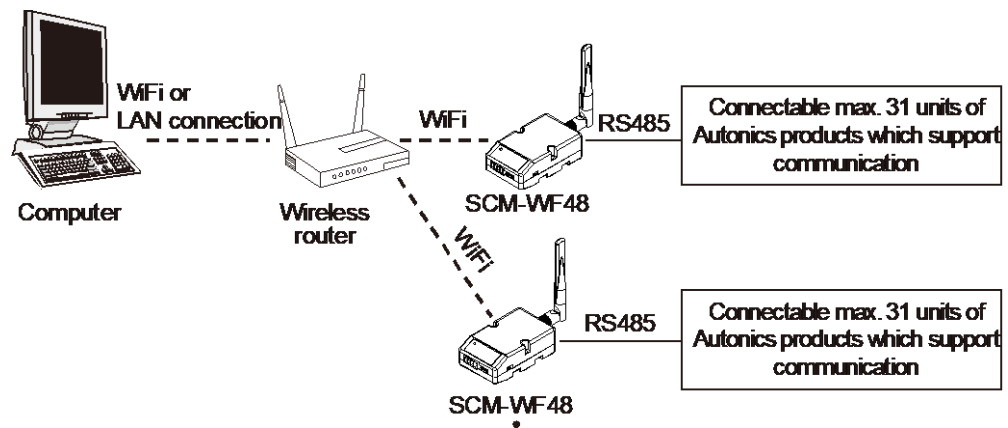 WiFi or
LAN connection
Computer
Wireless
router
WiFi
SCM-WF48
RS485
Connectable max. 31 units of
Autonics products which support
communication
WiFi
SCM-WF48
RS485
Connectable max. 31 units of
Autonics products which support
communication